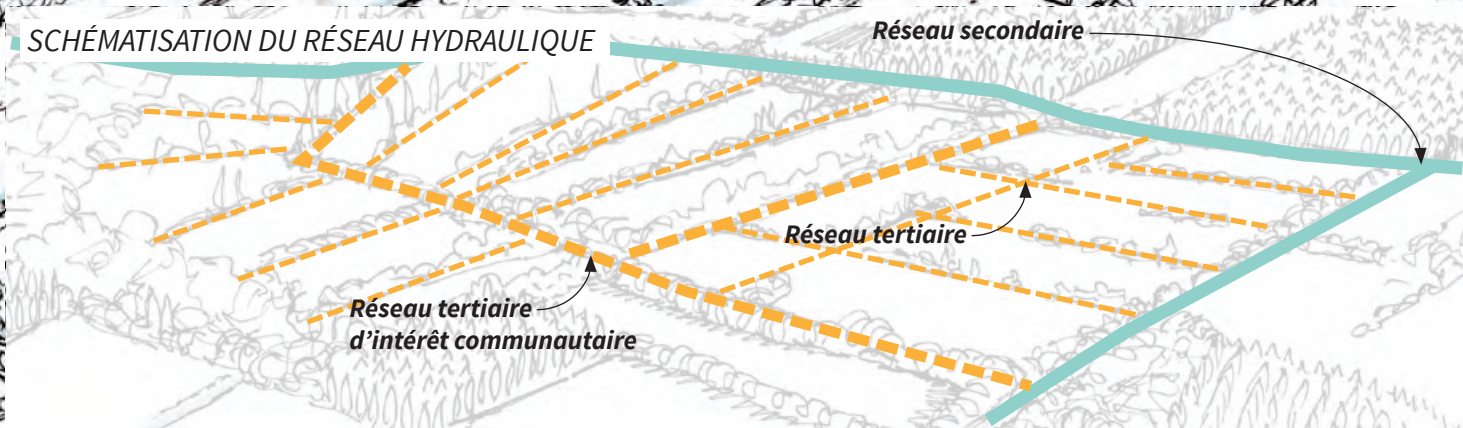 SCHÉMATISATION DU RÉSEAU HYDRAULIQUE
Réseau secondaire
Réseau tertiaire
Réseau tertiaire
d’intérêt communautaire